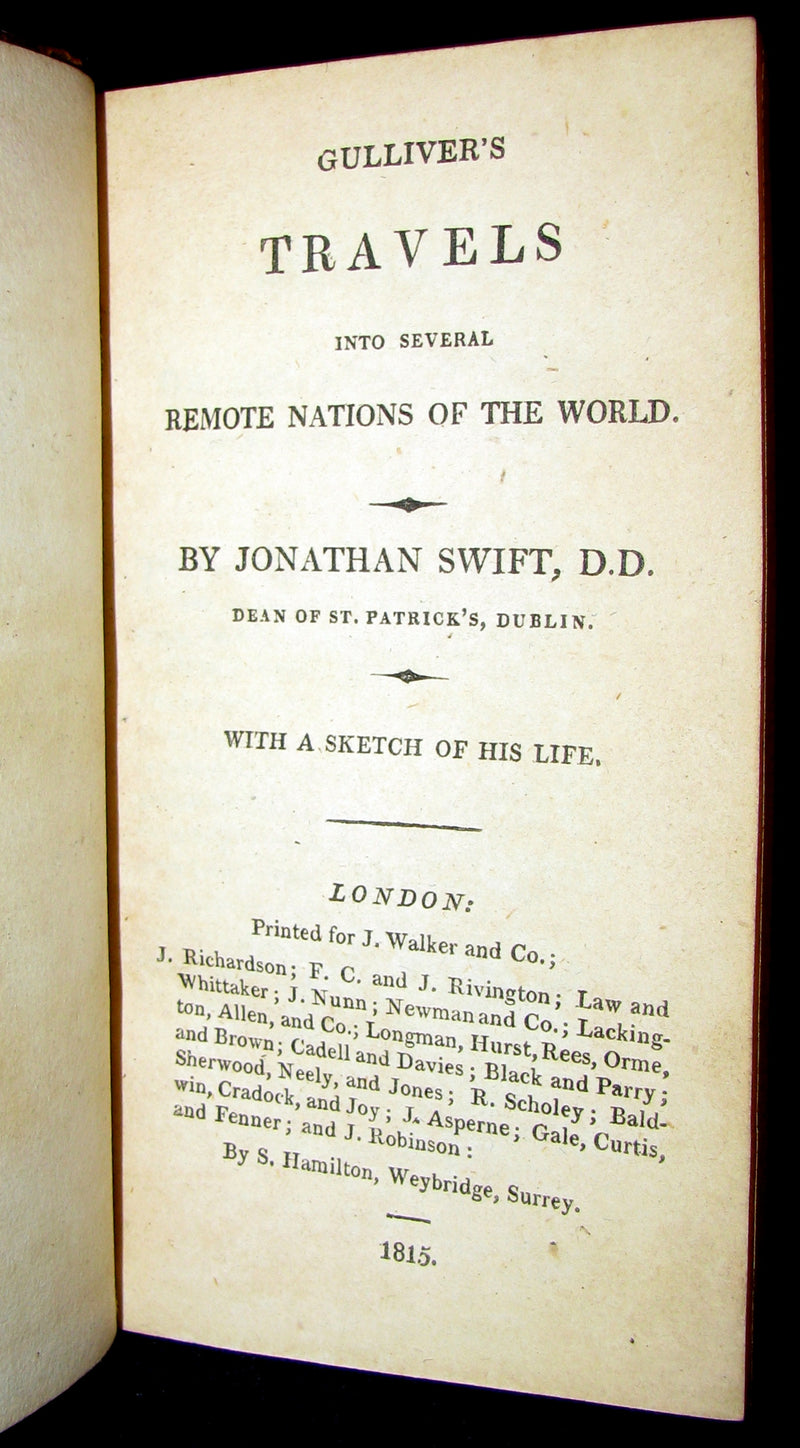 GULLIVER'S
TRAVELS
INTO SEVERAL
REMOTE NATIONS OF THE WORLD.
BY JONATHAN SWIFT, D.D.
DEAN OF ST. PATRICK'S, DUBLIN.
WITH A SKETCH OF HIS LIFE.
LONDON:
Printed for J. Walker and Co.;
J. Richardson; F. C. and J. Rivington; Law and
Whittaker; J. Nunn; Newman and Co.; Lacking-
ton, Allen, and Co.; Longman, Hurst, Rees, Orme,
and Brown; Cadell and Davies; Black and Parry;
Sherwood, Neely, and Jones; R. Scholey; Bald-
win, Cradock, and Joy; J. Asperne; Gale, Curtis,
and Fenner; and J. Robinson:
By S. Hamilton, Weybridge, Surrey.
1815.